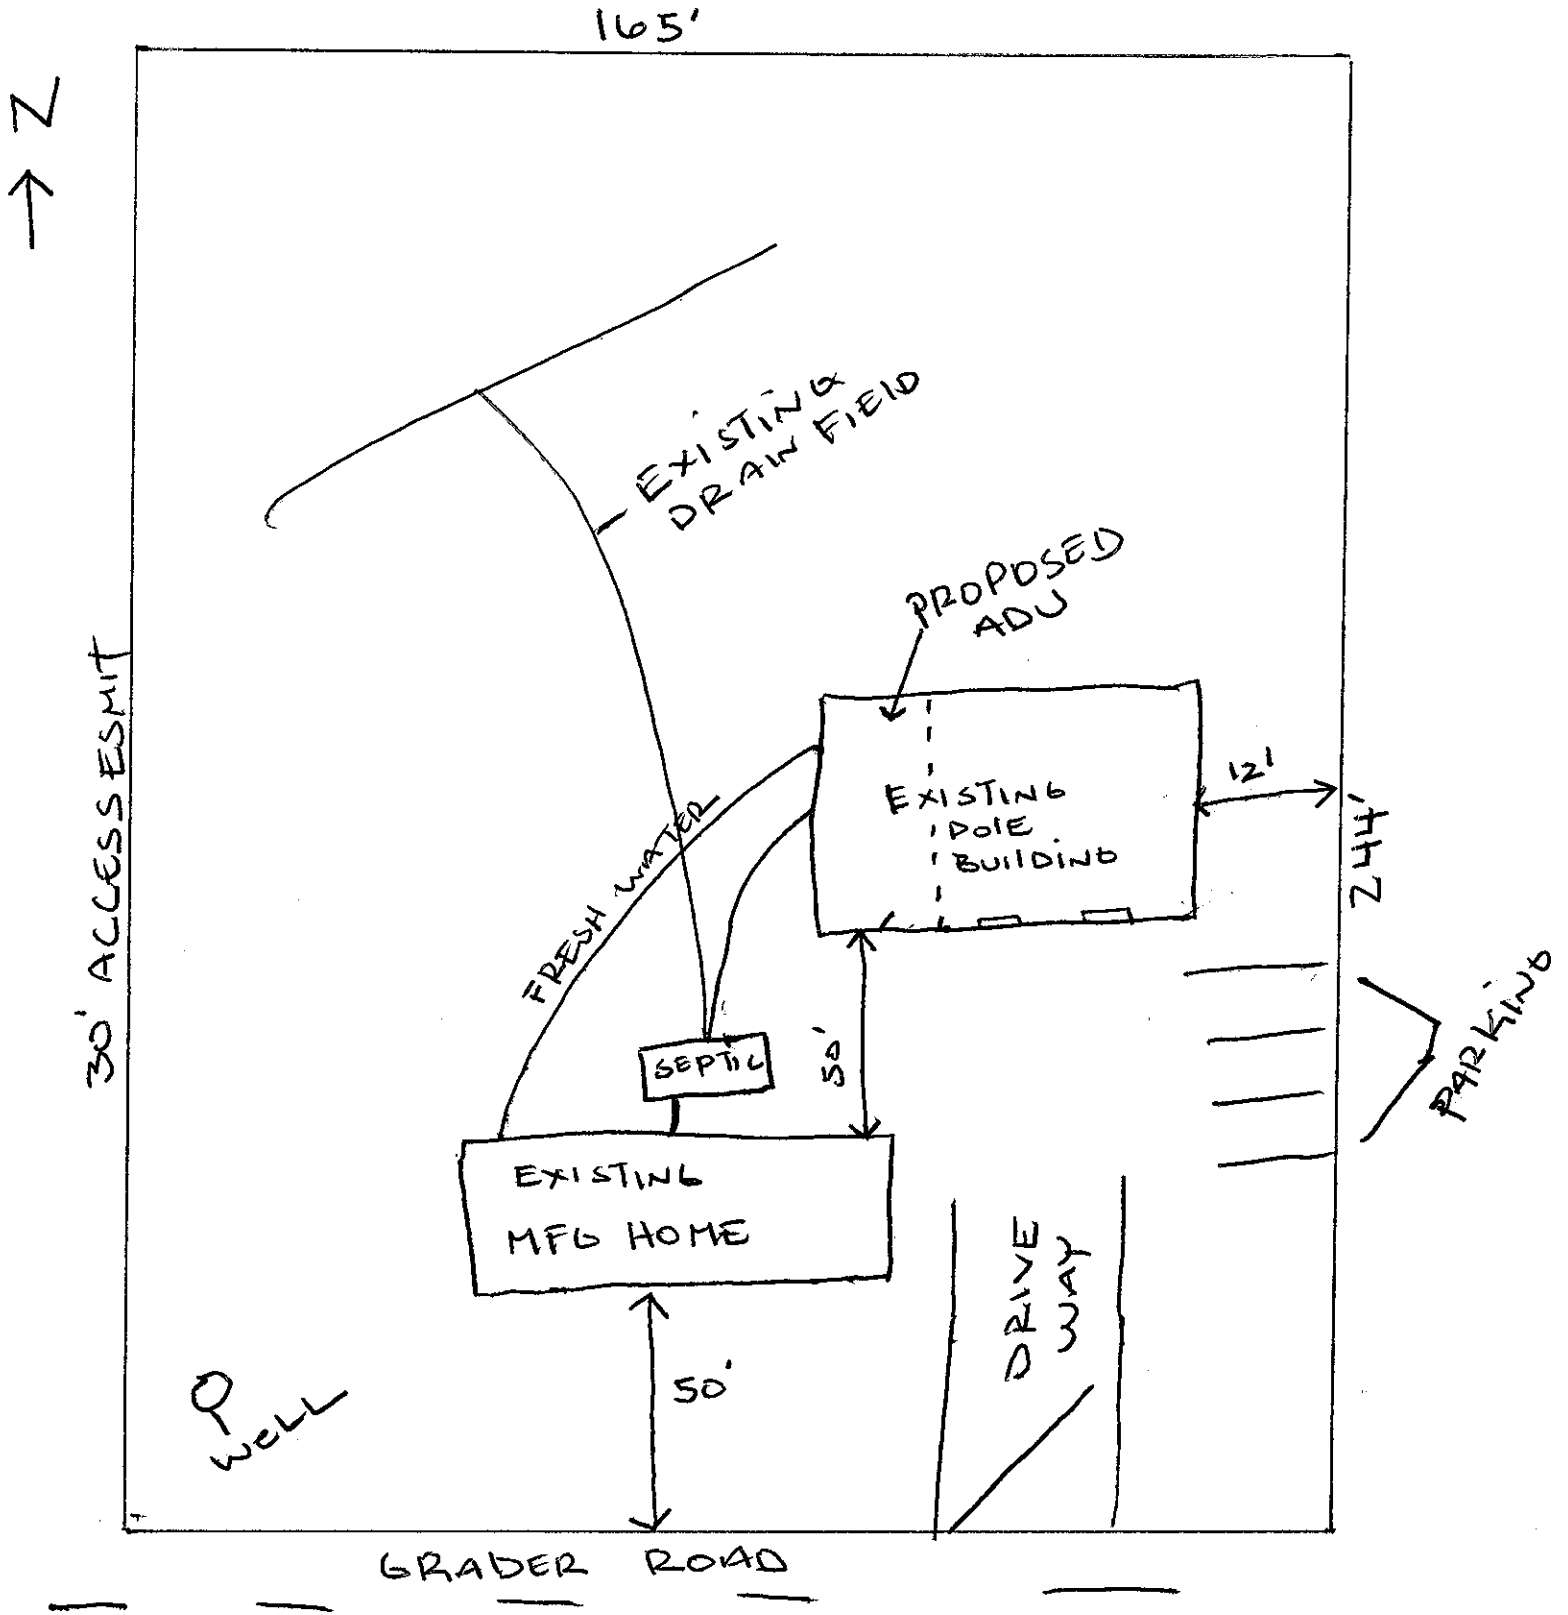 165'
N
EXISTING
DRAIN FIELD
PROPOSED
ADU
30' ACCESS ESMIT
FRESH WATER
EXISTING
POLE
BUILDING
12'
244'
SEPTIC
50'
PARKING
EXISTING
MFG HOME
DRIVE
WAY
50'
WELL
GRADER ROAD